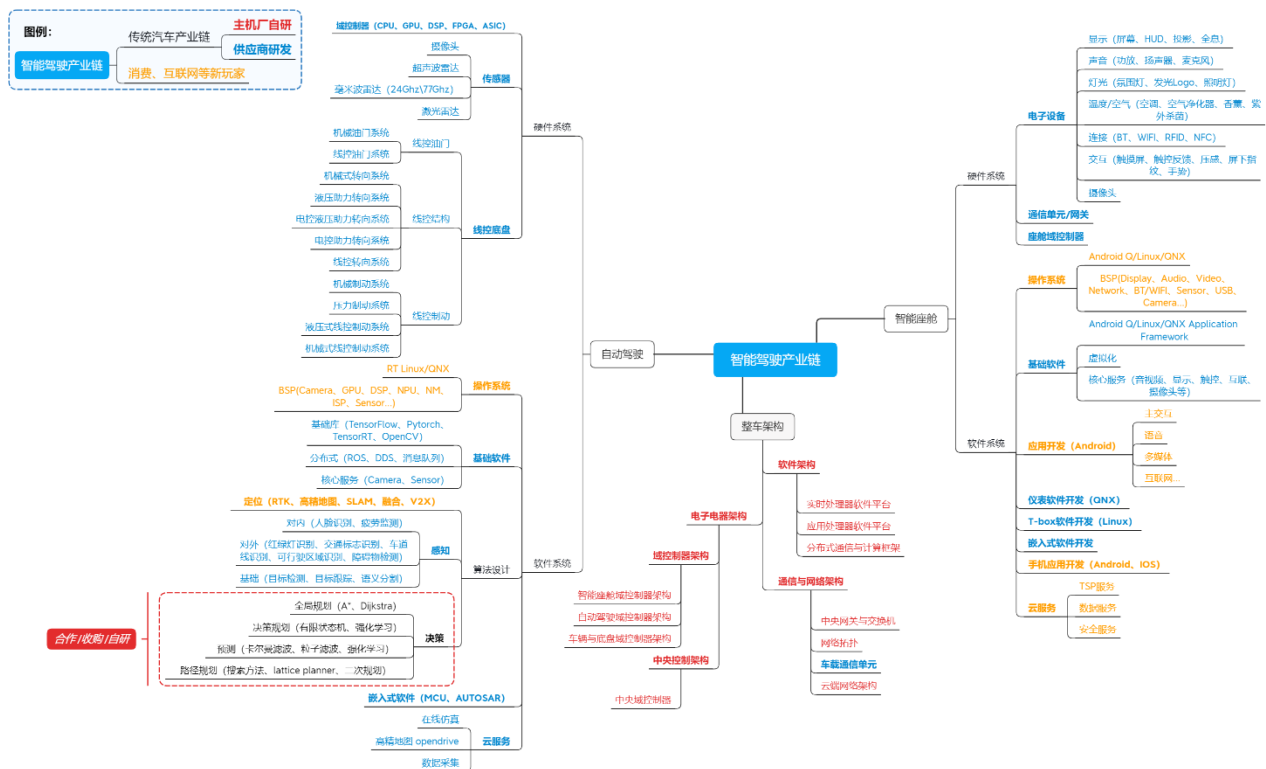 图例：
智能驾驶产业链
传统汽车产业链
主机厂自研
供应商研发
消费、互联网等新玩家
域控制器（CPU、GPU、DSP、FPGA、ASIC）
摄像头
超声波雷达
毫米波雷达（24Ghz\77Ghz）
激光雷达
传感器
机械油门系统
线控油门系统
线控油门
机械式转向系统
液压助力转向系统
电控液压助力转向系统
电控助力转向系统
线控转向系统
线控结构
机械制动系统
压力制动系统
液压式线控制动系统
机械式线控制动系统
线控制动
线控底盘
硬件系统
RT Linux/QNX
BSP(Camera、GPU、DSP、NPU、NM、
ISP、Sensor...)
操作系统
基础库（TensorFlow、Pytorch、
TensorRT、OpenCV）
分布式（ROS、DDS、消息队列）
核心服务（Camera、Sensor）
基础软件
定位（RTK、高精地图、SLAM、融合、V2X）
对内（人脸识别、疲劳监测）
对外（红绿灯识别、交通标志识别、车道
线识别、可行驶区域识别、障碍物检测）
基础（目标检测、目标跟踪、语义分割）
感知
算法设计
合作/收购/自研
全局规划（A*、Dijkstra）
决策规划（有限状态机、强化学习）
预测（卡尔曼滤波、粒子滤波、强化学习）
路径规划（搜索方法、lattice planner、二次规划）
决策
嵌入式软件（MCU、AUTOSAR）
在线仿真
高精地图 opendrive
数据采集
云服务
软件系统
自动驾驶
智能驾驶产业链
整车架构
软件架构
实时处理器软件平台
应用处理器软件平台
分布式通信与计算框架
电子电器架构
域控制器架构
智能座舱域控制器架构
自动驾驶域控制器架构
车辆与底盘域控制器架构
中央控制架构
中央域控制器
通信与网络架构
中央网关与交换机
网络拓扑
车载通信单元
云端网络架构
智能座舱
硬件系统
电子设备
显示（屏幕、HUD、投影、全息）
声音（功放、扬声器、麦克风）
灯光（氛围灯、发光Logo、照明灯）
温度/空气（空调、空气净化器、香薰、紫
外杀菌）
连接（BT、WIFI、RFID、NFC）
交互（触摸屏、触控反馈、压感、屏下指
纹、手势）
摄像头
通信单元/网关
座舱域控制器
软件系统
操作系统
Android Q/Linux/QNX
BSP(Display、Audio、Video、
Network、BT/WIFI、Sensor、USB、
Camera...)
基础软件
Android Q/Linux/QNX Application
Framework
虚拟化
核心服务（音视频、显示、触控、互联、
摄像头等）
应用开发（Android）
主交互
语音
多媒体
互联网...
仪表软件开发（QNX）
T-box软件开发（Linux）
嵌入式软件开发
手机应用开发（Android、IOS）
云服务
TSP服务
数据服务
安全服务